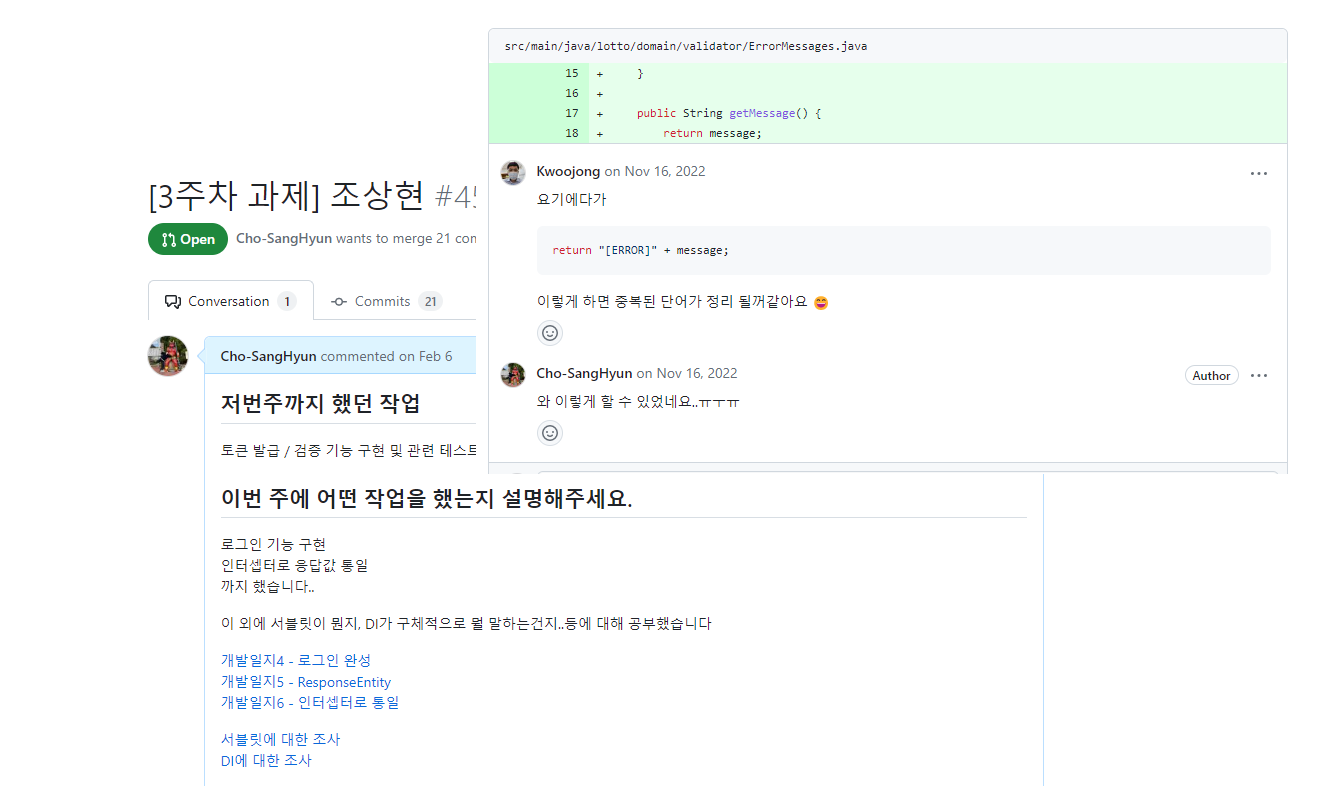 src/main/java/lotto/domain/validator/ErrorMessages.java
15 + }
16 +
17 + public String getMessage() {
18 + return message;
Kwoojong on Nov 16, 2022
요기에다가
return "[ERROR]" + message;
이렇게 하면 중복된 단어가 정리 될꺼같아요 😄
Cho-SangHyun on Nov 16, 2022
Author
와 이렇게 할 수 있었네요..ㅠㅜㅠ
[3주차 과제] 조상현 #45
Open Cho-SangHyun wants to merge 21 com
Conversation 1 Commits 21
Cho-SangHyun commented on Feb 6
저번주까지 했던 작업
토큰 발급 / 검증 기능 구현 및 관련 테스트
이번 주에 어떤 작업을 했는지 설명해주세요.
로그인 기능 구현
인터셉터로 응답값 통일
까지 했습니다..
이 외에 서블릿이 뭔지, DI가 구체적으로 뭘 말하는건지..등에 대해 공부했습니다
개발일지4 - 로그인 완성
개발일지5 - ResponseEntity
개발일지6 - 인터셉터로 통일
서블릿에 대한 조사
DI에 대한 조사